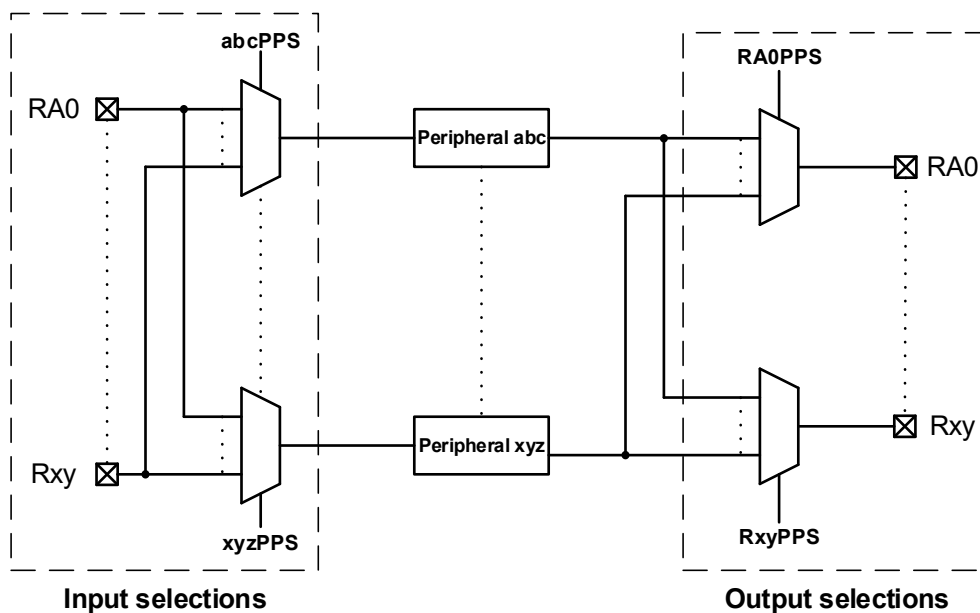 abcPPS
RA0PPS
RA0
Peripheral abc
RA0
Rxy
Peripheral xyz
Rxy
xyzPPS
RxyPPS
Input selections
Output selections